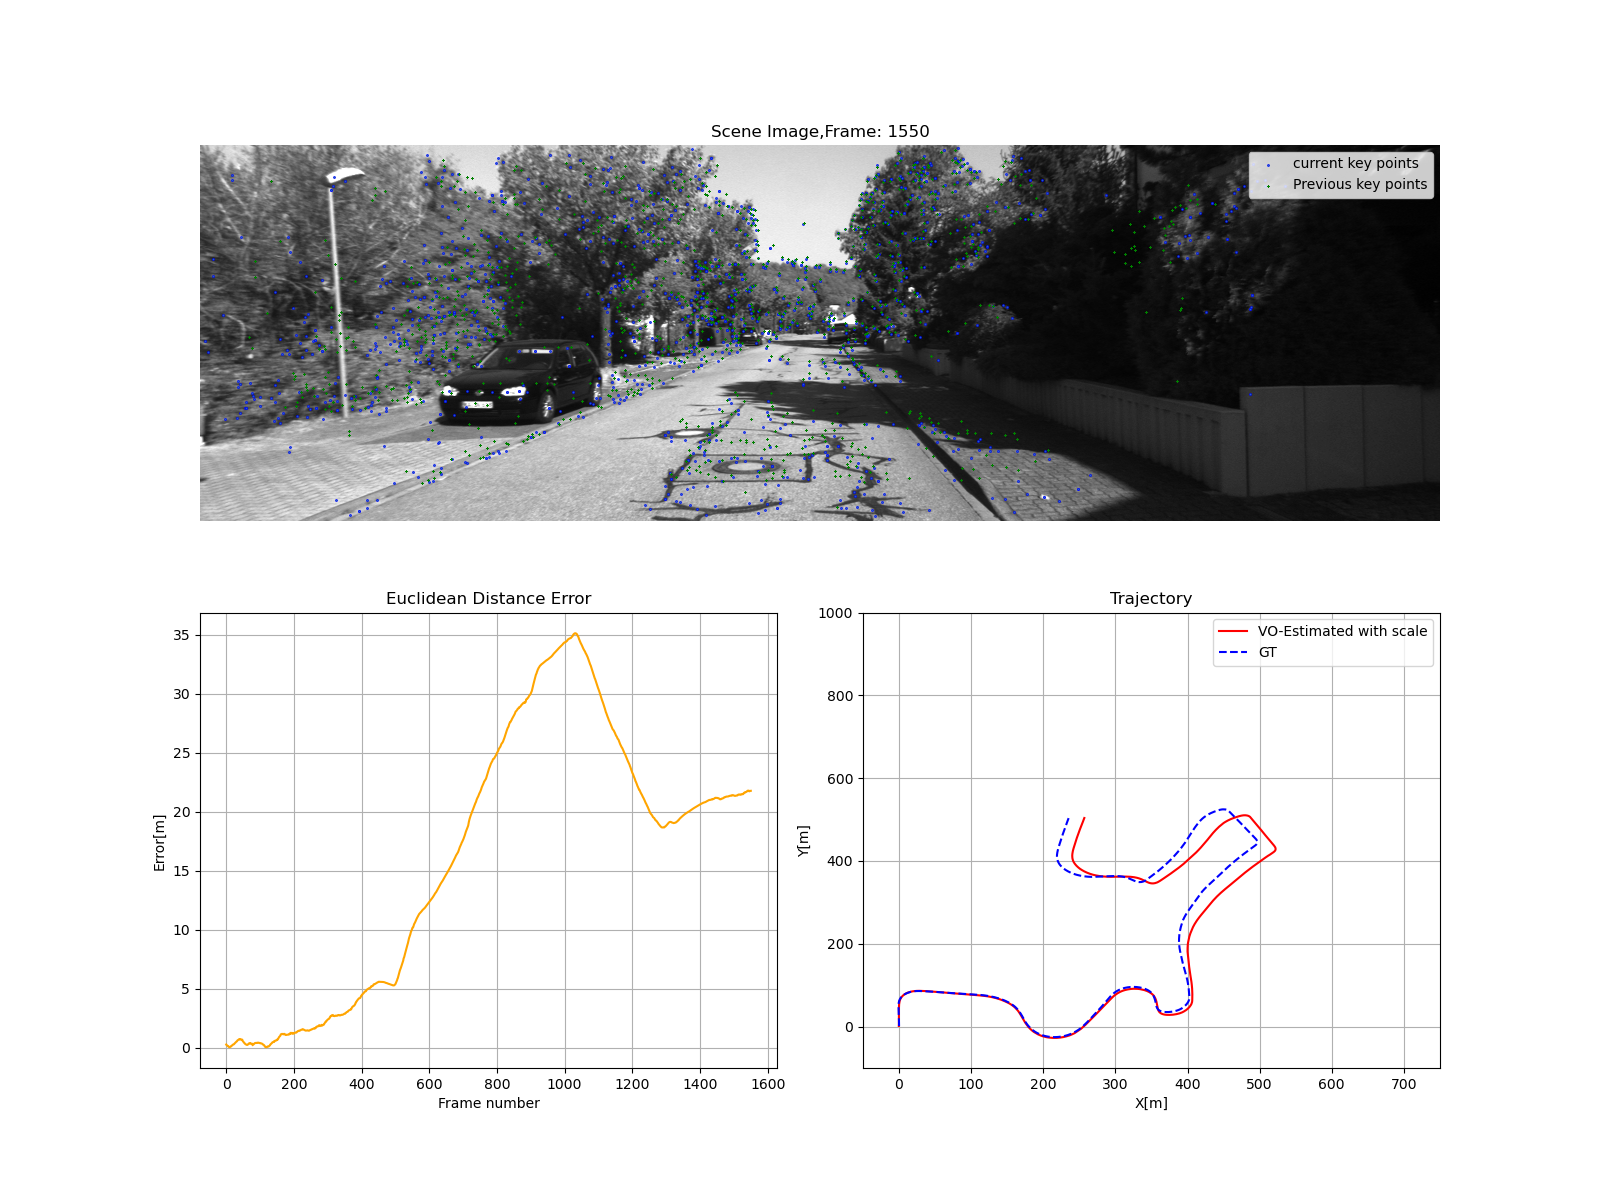 Scene Image,Frame: 1550
current key points
Previous key points
Euclidean Distance Error
Error[m]
35
30
25
20
15
10
5
0
0 200 400 600 800 1000 1200 1400 1600
Frame number
Trajectory
VO-Estimated with scale
GT
Y[m]
1000
800
600
400
200
0
0 100 200 300 400 500 600 700
X[m]